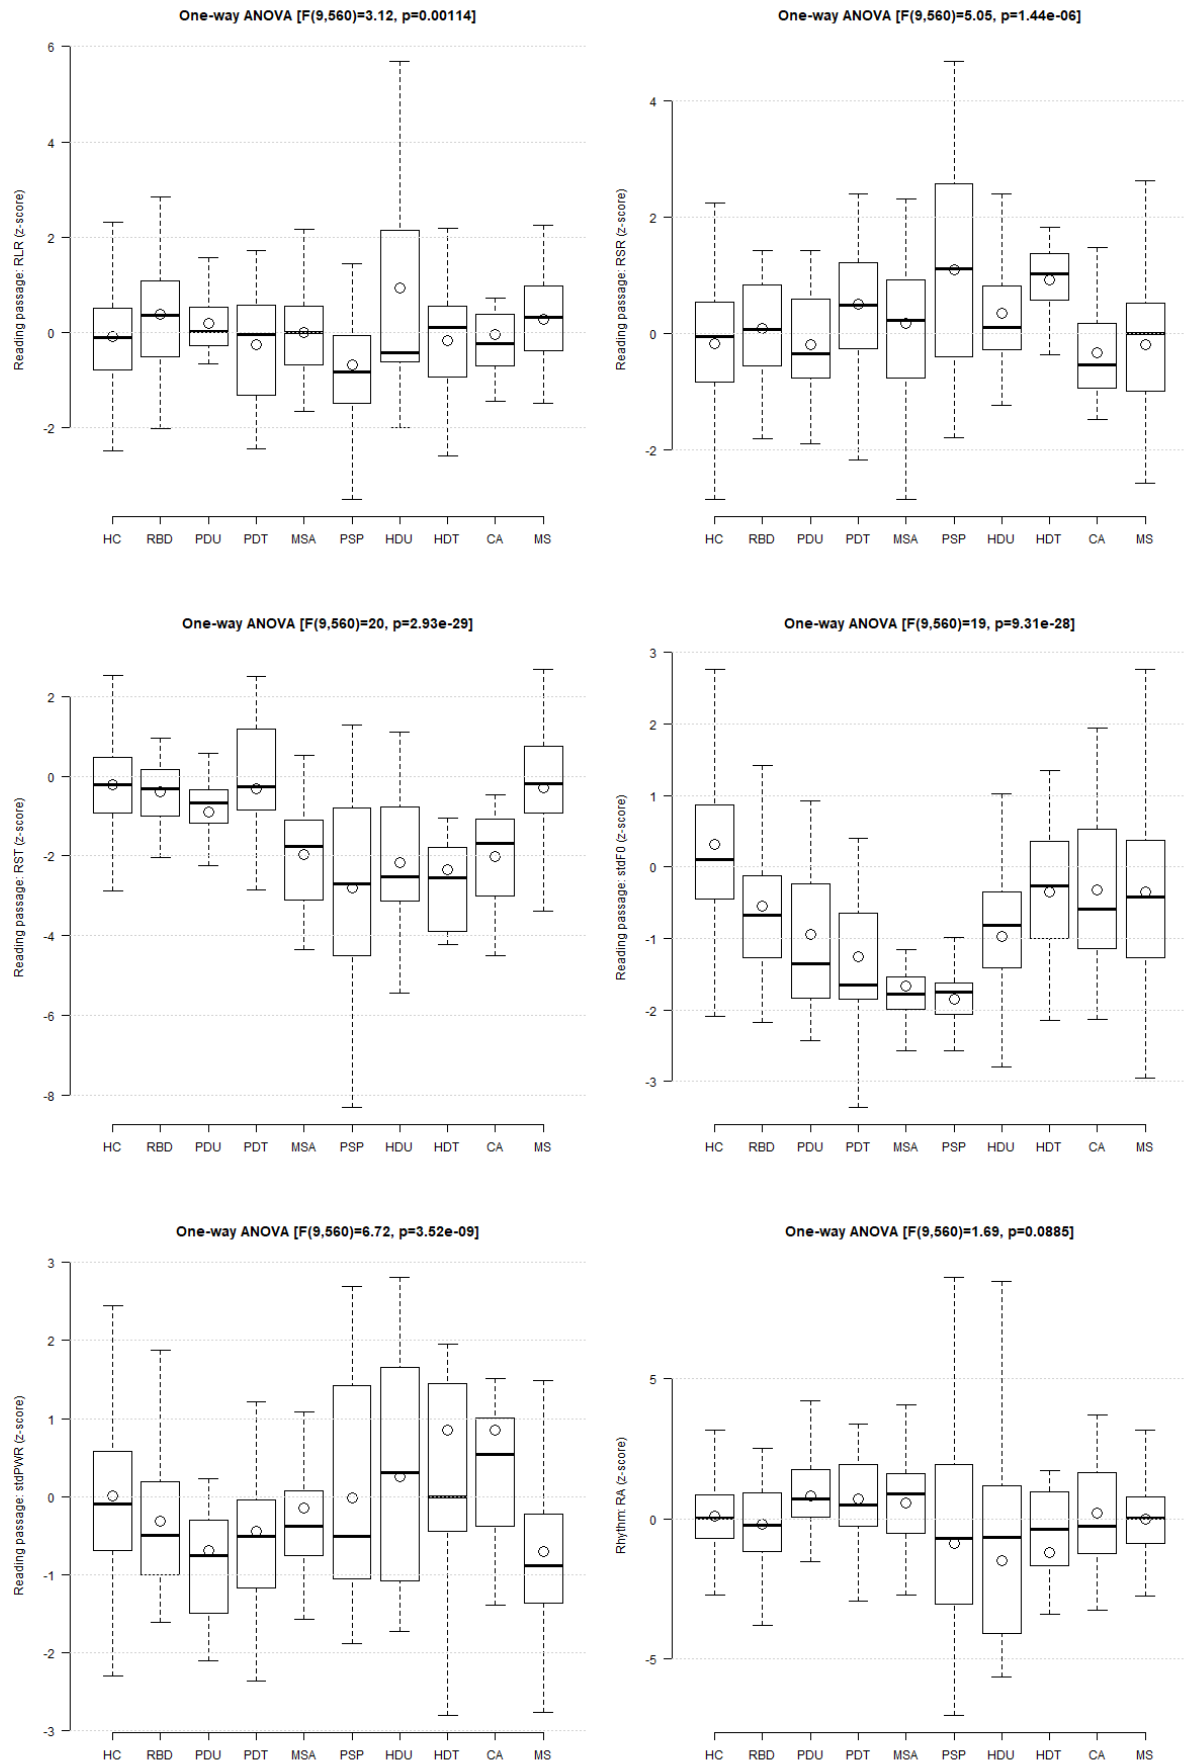 One-way ANOVA [F(9,560)=3.12, p=0.00114]
Reading passage: RLR (z-score)
6
4
2
0
-2
HC RBD PDU PDT MSA PSP HDU HDT CA MS
One-way ANOVA [F(9,560)=5.05, p=1.44e-06]
Reading passage: RSR (z-score)
4
2
0
-2
HC RBD PDU PDT MSA PSP HDU HDT CA MS
One-way ANOVA [F(9,560)=20, p=2.93e-29]
Reading passage: RST (z-score)
2
0
-2
-4
-6
-8
HC RBD PDU PDT MSA PSP HDU HDT CA MS
One-way ANOVA [F(9,560)=19, p=9.31e-28]
Reading passage: stdF0 (z-score)
3
2
1
0
-1
-2
-3
HC RBD PDU PDT MSA PSP HDU HDT CA MS
One-way ANOVA [F(9,560)=6.72, p=3.52e-09]
Reading passage: stdPWR (z-score)
3
2
1
0
-1
-2
-3
HC RBD PDU PDT MSA PSP HDU HDT CA MS
One-way ANOVA [F(9,560)=1.69, p=0.0885]
Rhythm: RA (z-score)
5
0
-5
HC RBD PDU PDT MSA PSP HDU HDT CA MS